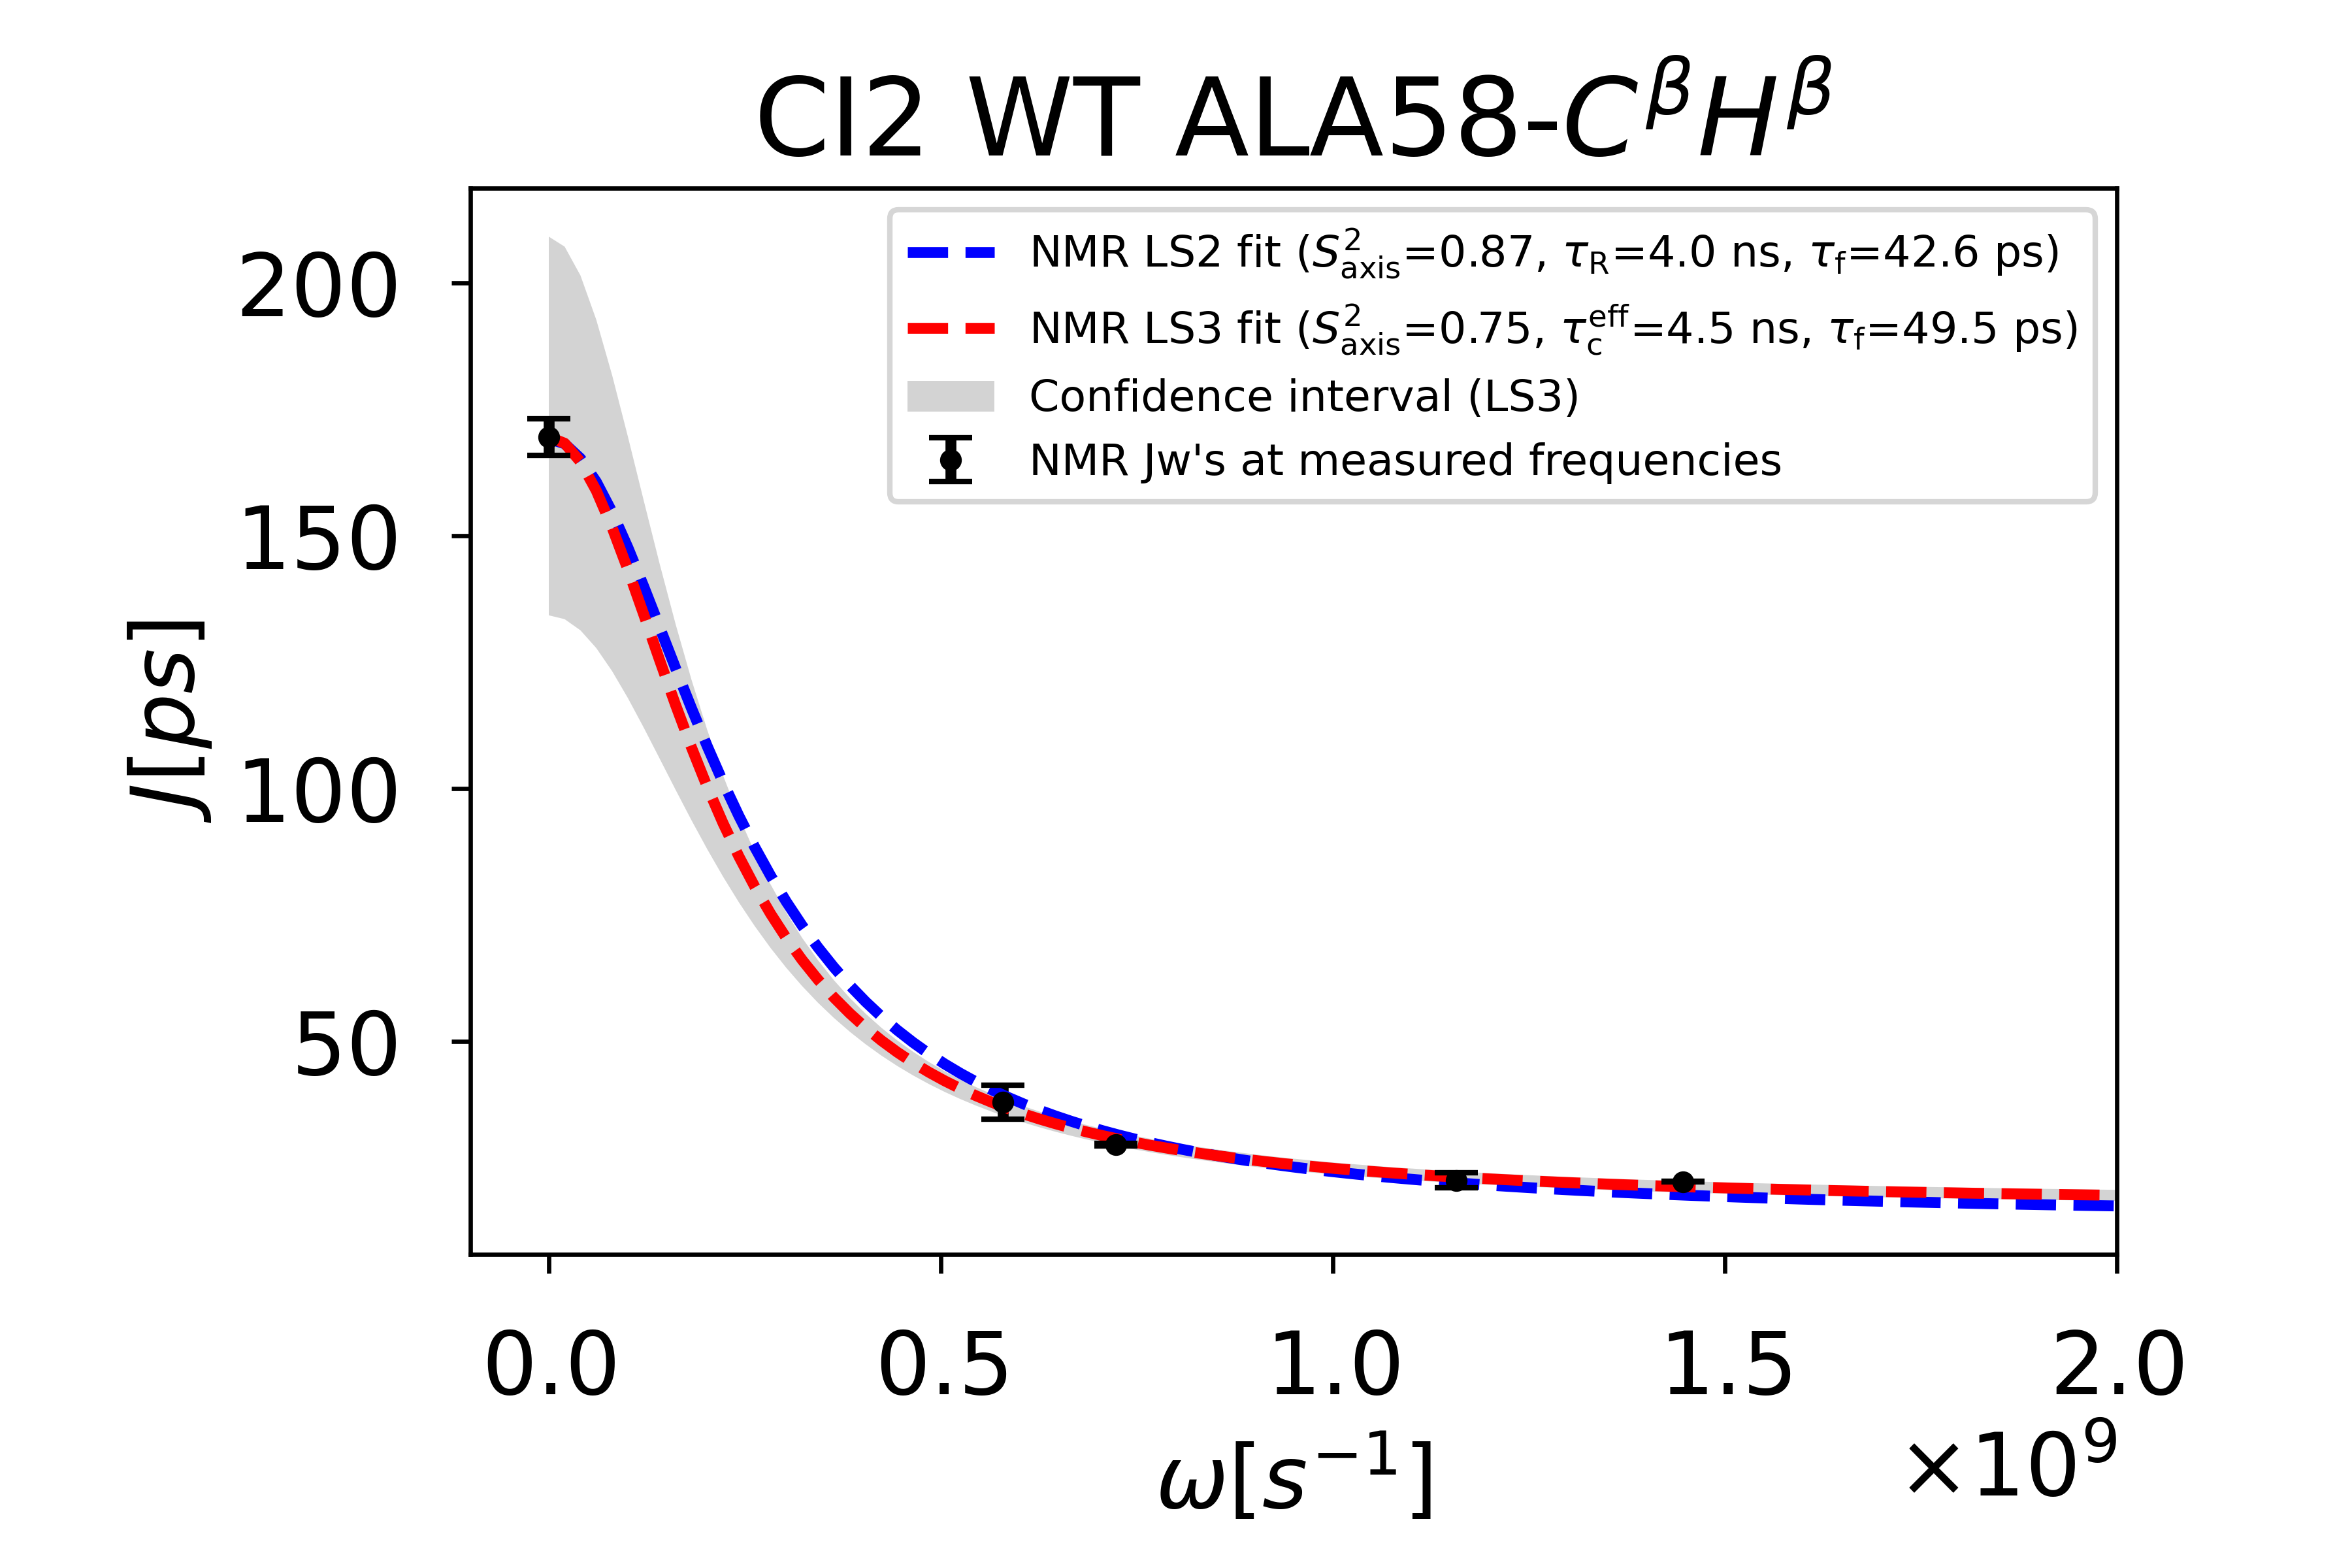 CI2 WT ALA58-CᵝHᵝ
NMR LS2 fit (S²axis=0.87, τR=4.0 ns, τf=42.6 ps)
NMR LS3 fit (S²axis=0.75, τc^eff=4.5 ns, τf=49.5 ps)
Confidence interval (LS3)
NMR Jw's at measured frequencies
J[ps]
200
150
100
50
0.0 0.5 1.0 1.5 2.0
×10⁹
ω[s⁻¹]